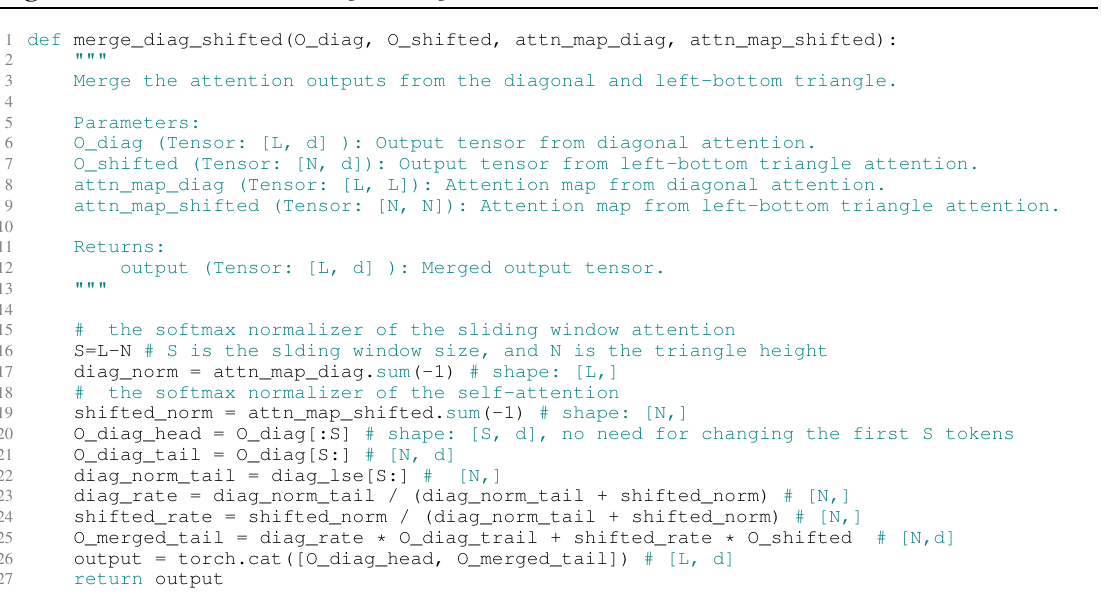 1 def merge_diag_shifted(O_diag, O_shifted, attn_map_diag, attn_map_shifted):
2     """
3     Merge the attention outputs from the diagonal and left-bottom triangle.
4
5     Parameters:
6     O_diag (Tensor: [L, d] ): Output tensor from diagonal attention.
7     O_shifted (Tensor: [N, d]): Output tensor from left-bottom triangle attention.
8     attn_map_diag (Tensor: [L, L]): Attention map from diagonal attention.
9     attn_map_shifted (Tensor: [N, N]): Attention map from left-bottom triangle attention.
10
11     Returns:
12         output (Tensor: [L, d] ): Merged output tensor.
13     """
14
15     #  the softmax normalizer of the sliding window attention
16     S=L-N # S is the slding window size, and N is the triangle height
17     diag_norm = attn_map_diag.sum(-1) # shape: [L,]
18     # the softmax normalizer of the self-attention
19     shifted_norm = attn_map_shifted.sum(-1) # shape: [N,]
20     O_diag_head = O_diag[:S] # shape: [S, d], no need for changing the first S tokens
21     O_diag_tail = O_diag[S:] # [N, d]
22     diag_norm_tail = diag_lse[S:] #  [N,]
23     diag_rate = diag_norm_tail / (diag_norm_tail + shifted_norm) # [N,]
24     shifted_rate = shifted_norm / (diag_norm_tail + shifted_norm) # [N,]
25     O_merged_tail = diag_rate * O_diag_trail + shifted_rate * O_shifted  # [N,d]
26     output = torch.cat([O_diag_head, O_merged_tail]) # [L, d]
27     return output